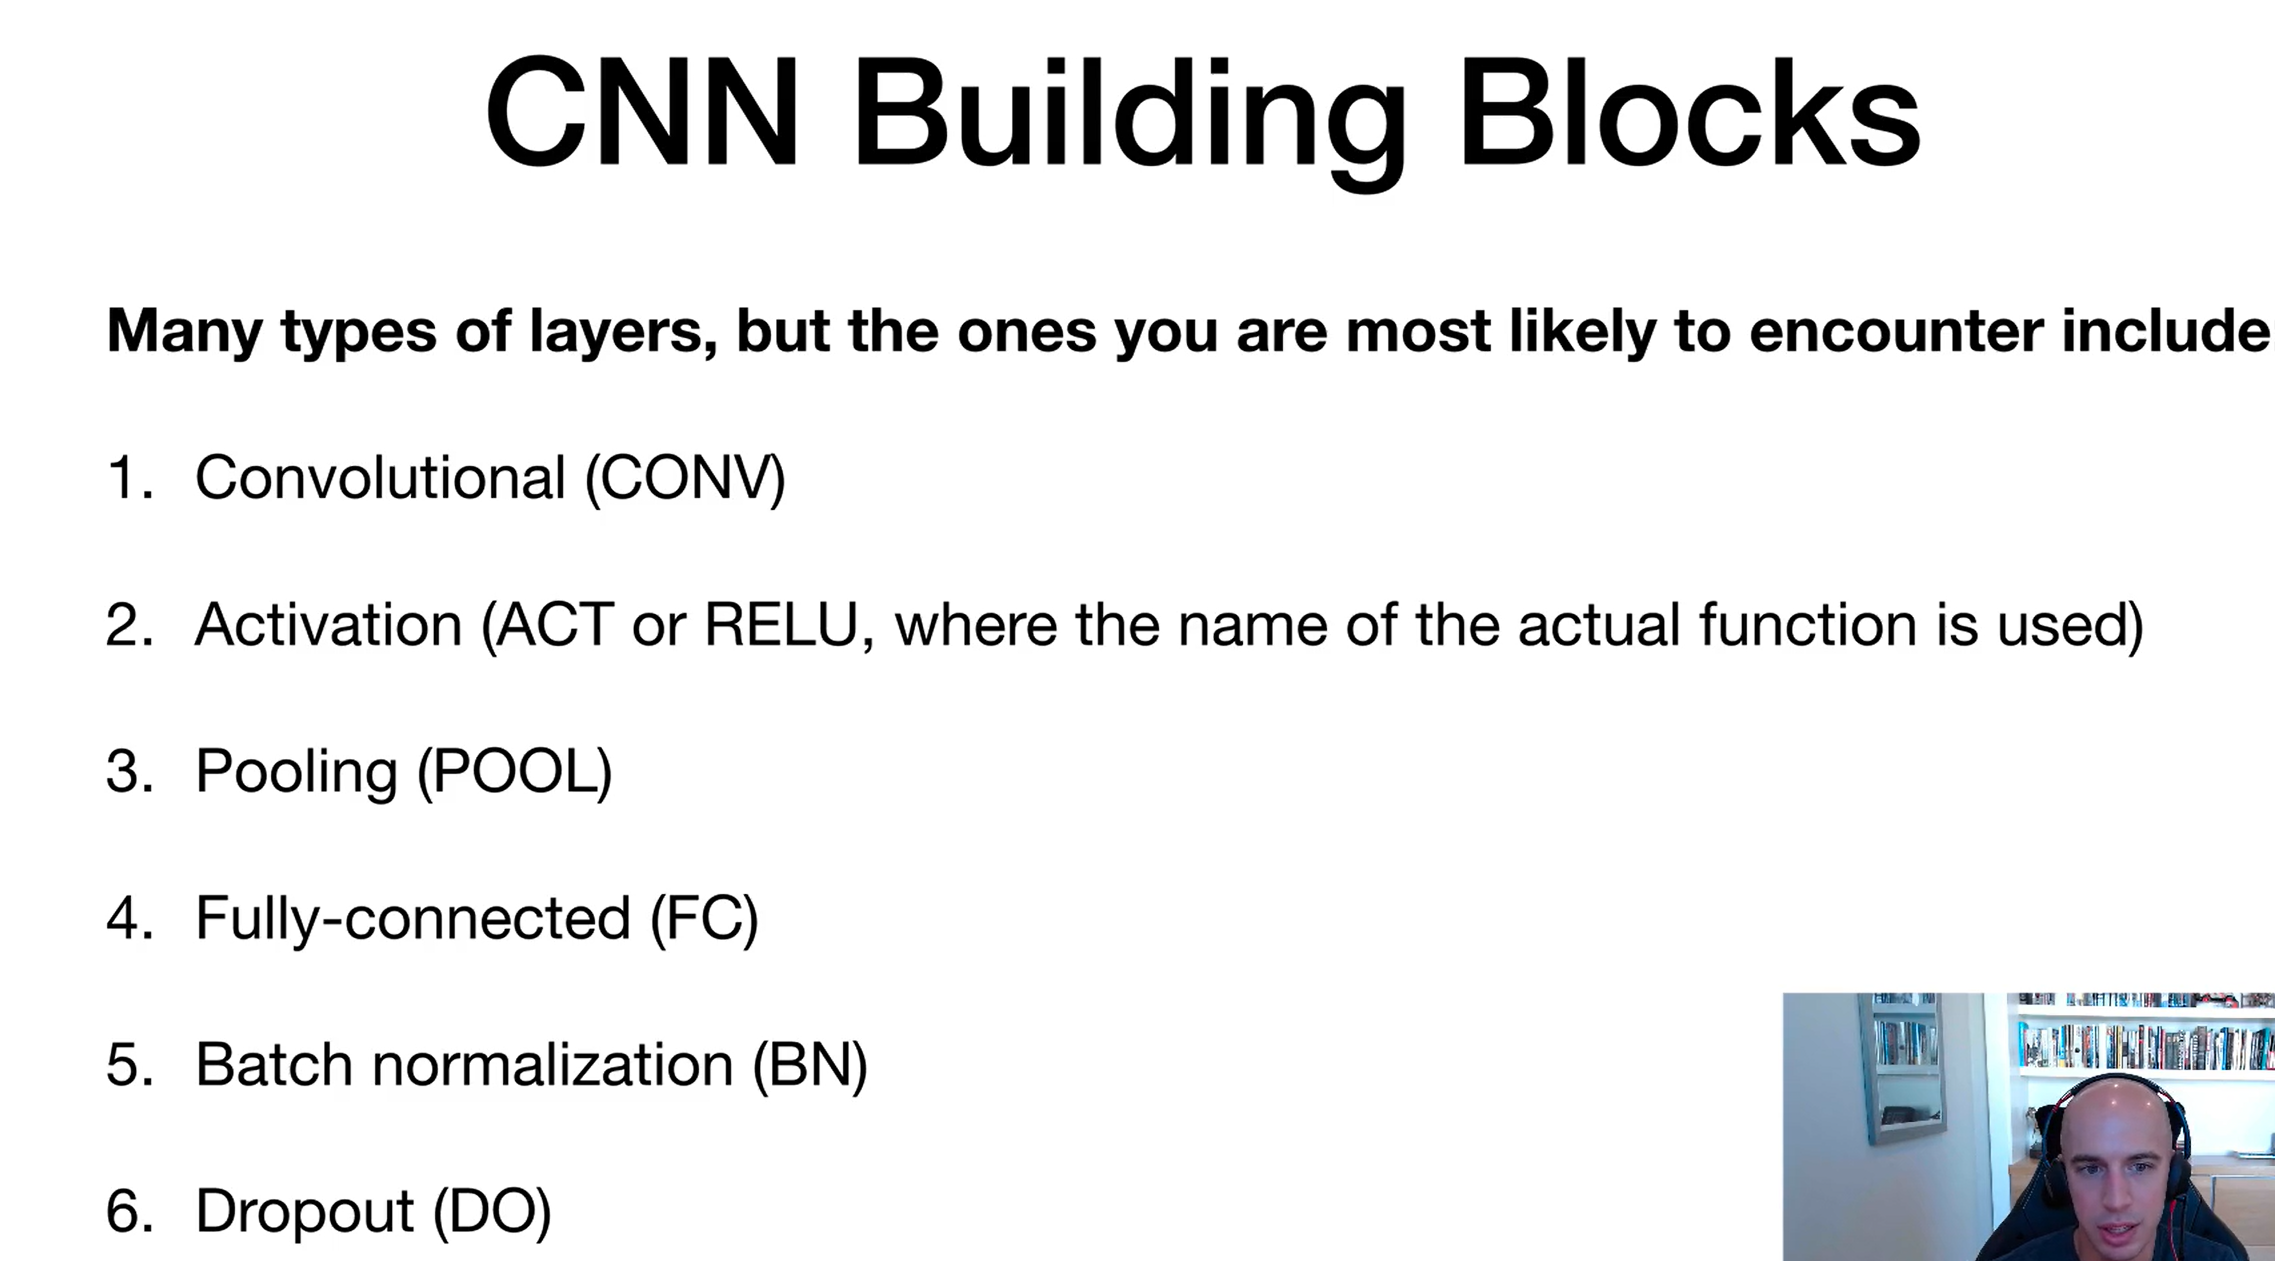 CNN Building Blocks
Many types of layers, but the ones you are most likely to encounter include:
1. Convolutional (CONV)
2. Activation (ACT or RELU, where the name of the actual function is used)
3. Pooling (POOL)
4. Fully-connected (FC)
5. Batch normalization (BN)
6. Dropout (DO)